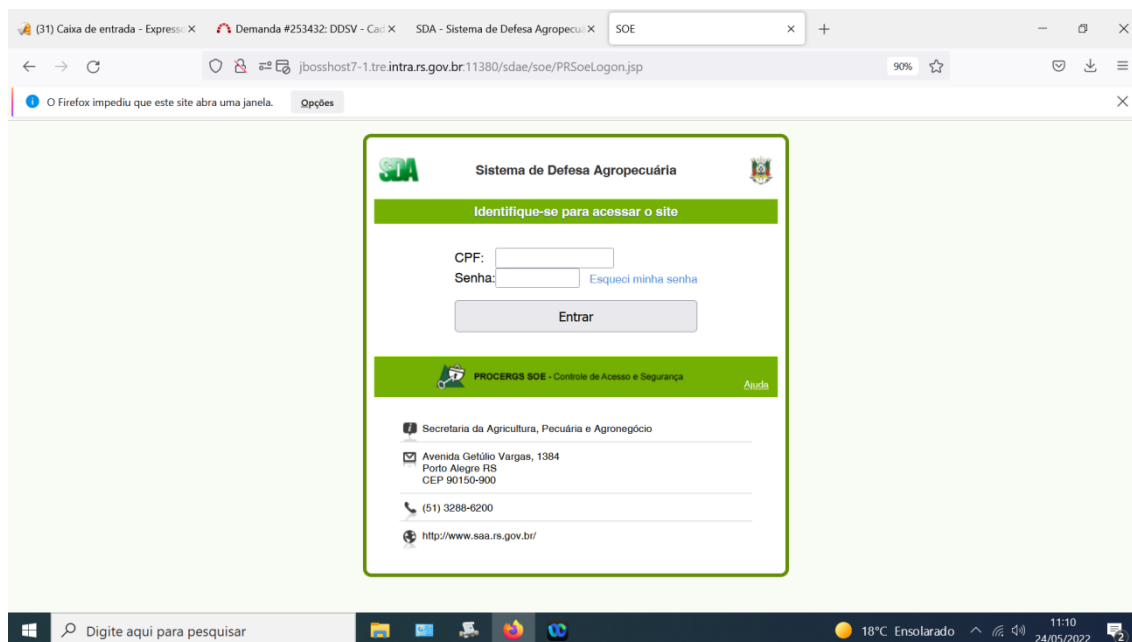 (31) Caixa de entrada - Expresso
Demanda #253432: DDSV - Cad
SDA - Sistema de Defesa Agropecua
SOE
jbosshost7-1.tre.intra.rs.gov.br:11380/sdae/soe/PRSoeLogon.jsp
90%
O Firefox impediu que este site abra uma janela.
Opções
SDA
Sistema de Defesa Agropecuária
Identifique-se para acessar o site
CPF:
Senha:
Esqueci minha senha
Entrar
PROCERGS SOE - Controle de Acesso e Segurança
Ajuda
Secretaria da Agricultura, Pecuária e Agronegócio
Avenida Getúlio Vargas, 1384
Porto Alegre RS
CEP 90150-900
(51) 3288-6200
http://www.saa.rs.gov.br/
Digite aqui para pesquisar
18°C Ensolarado
11:10
24/05/2022
2